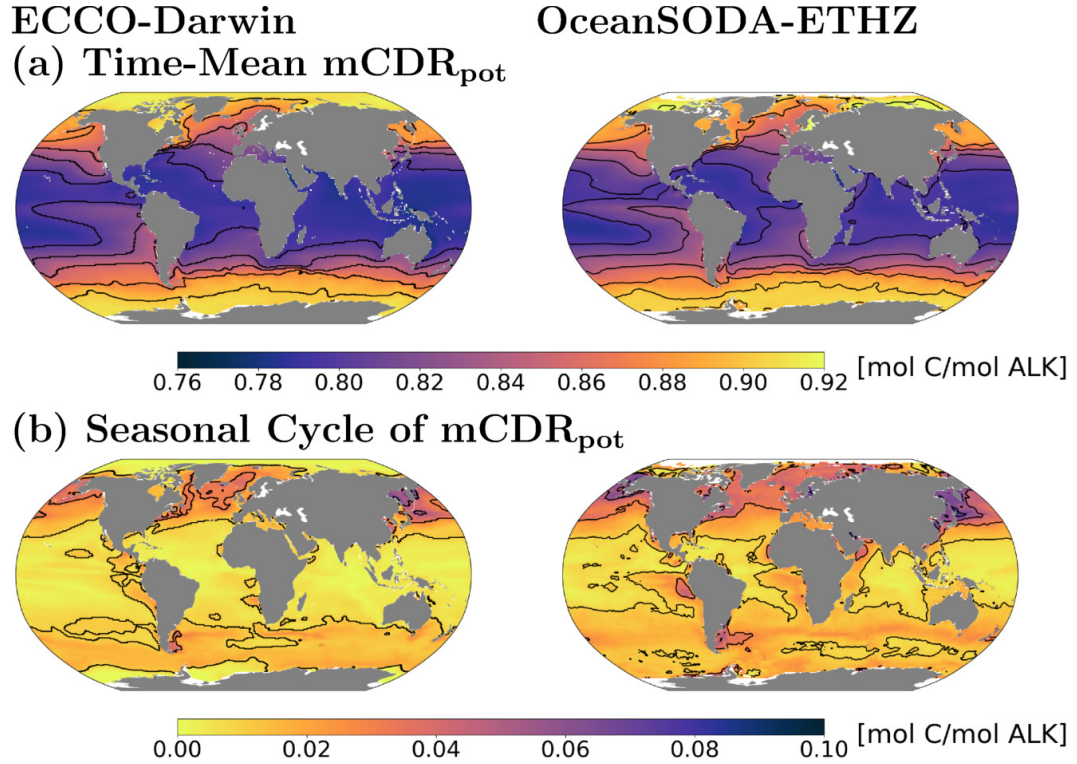 ECCO-Darwin OceanSODA-ETHZ
(a) Time-Mean mCDRpot
0.76 0.78 0.80 0.82 0.84 0.86 0.88 0.90 0.92 [mol C/mol ALK]
(b) Seasonal Cycle of mCDRpot
0.00 0.02 0.04 0.06 0.08 0.10 [mol C/mol ALK]